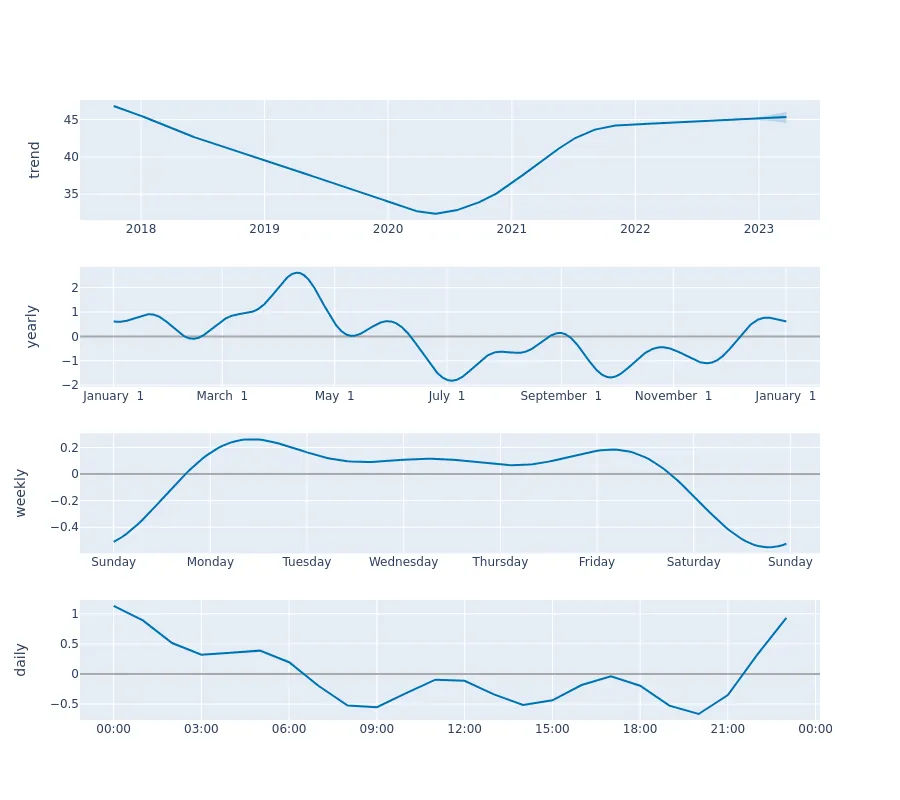 trend
45
40
35
2018 2019 2020 2021 2022 2023
yearly
2
1
0
−1
−2
January 1 March 1 May 1 July 1 September 1 November 1 January 1
weekly
0.2
0
−0.2
−0.4
Sunday Monday Tuesday Wednesday Thursday Friday Saturday Sunday
daily
1
0.5
0
−0.5
00:00 03:00 06:00 09:00 12:00 15:00 18:00 21:00 00:00